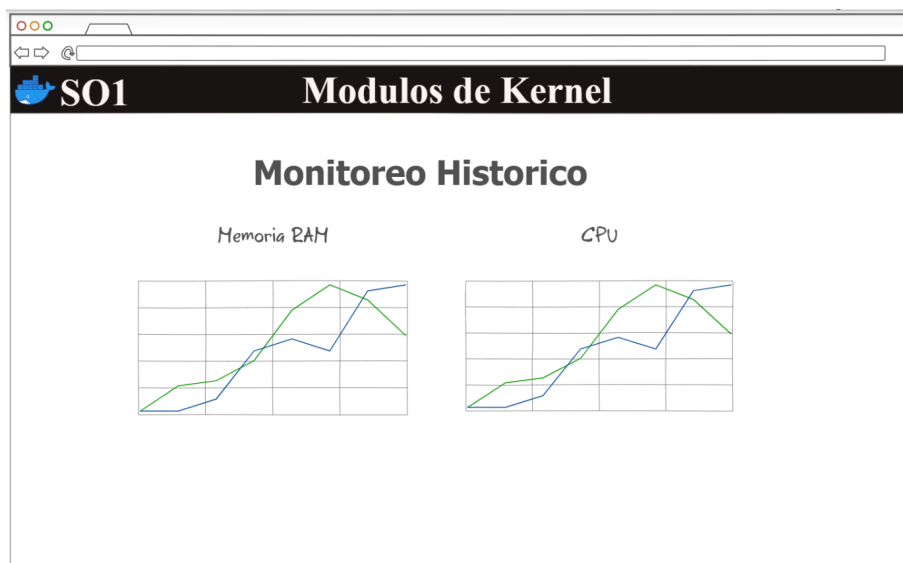 SO1 Modulos de Kernel
Monitoreo Historico
Memoria RAM CPU